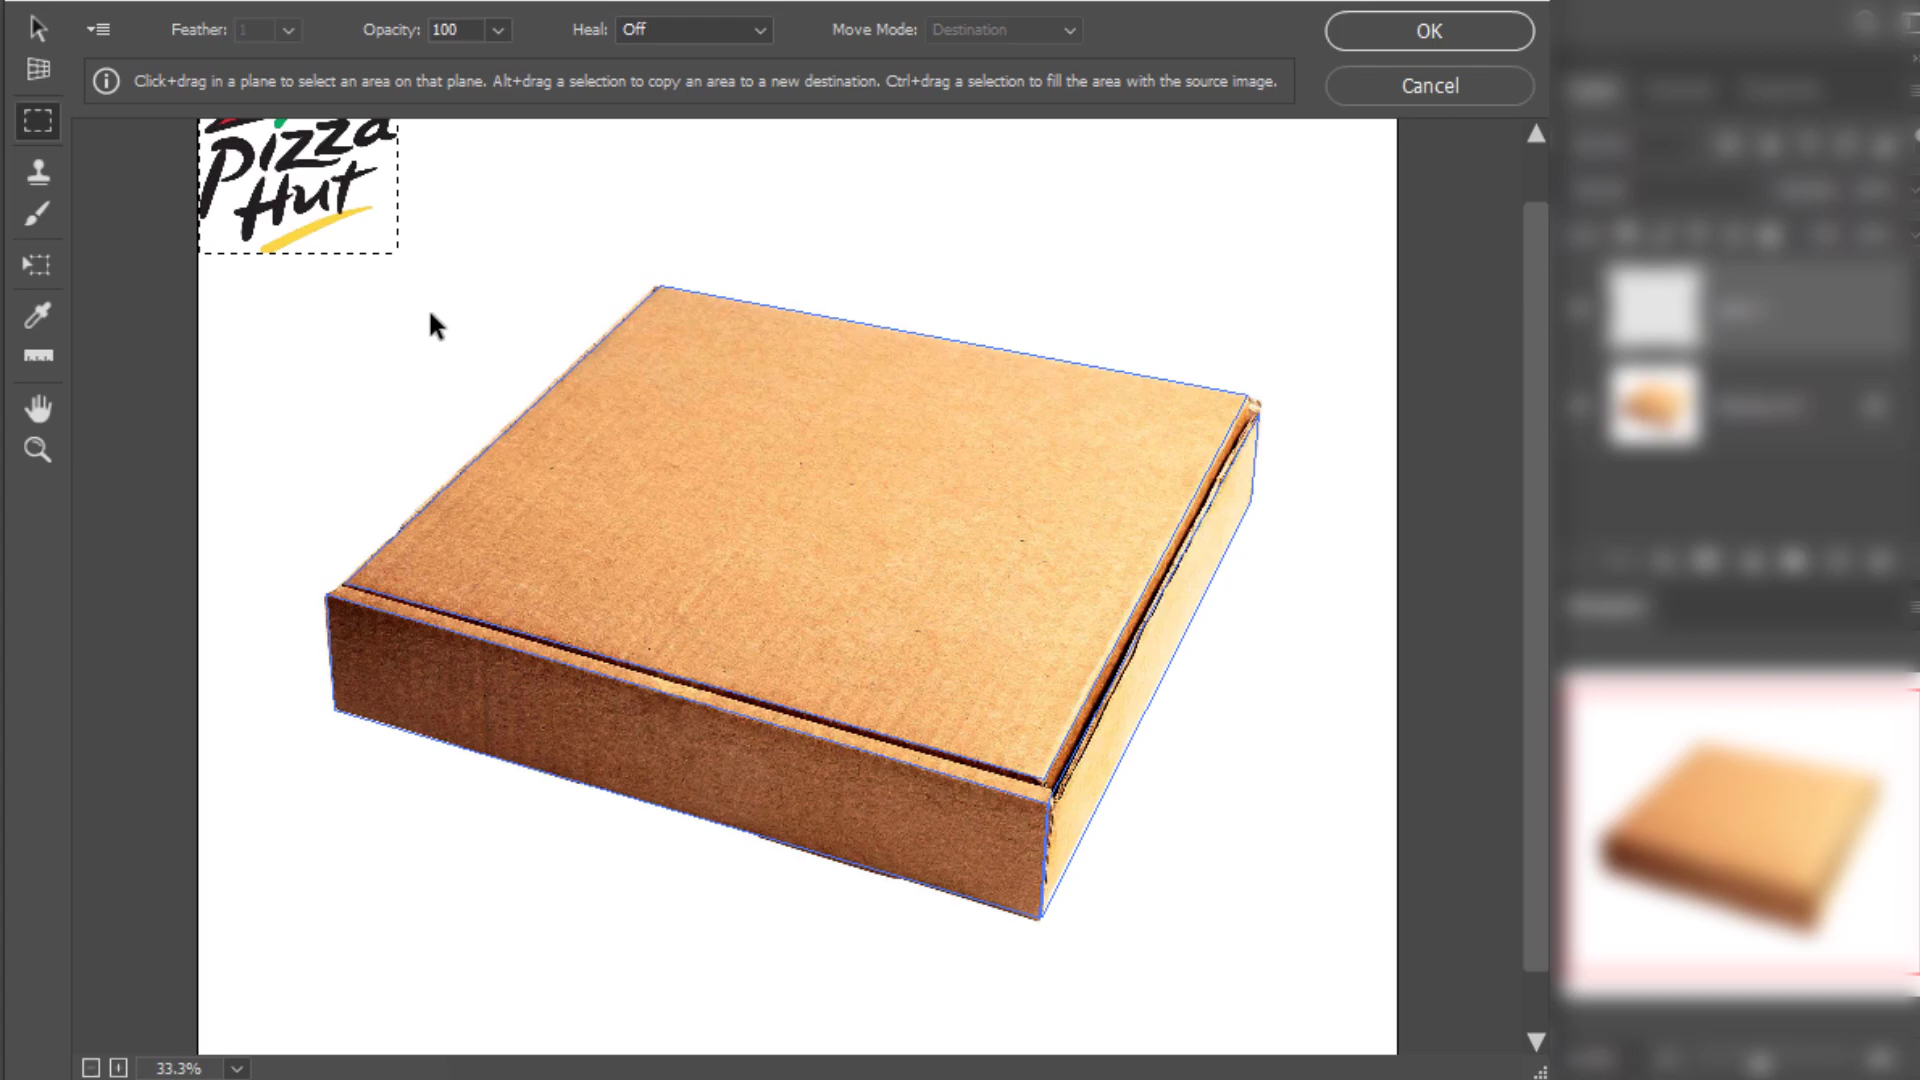 Feather: 1 Opacity: 100 Heal: Off Move Mode: Destination OK
Click+drag in a plane to select an area on that plane. Alt+drag a selection to copy an area to a new destination. Ctrl+drag a selection to fill the area with the source image. Cancel
Pizza
Hut
33.3%